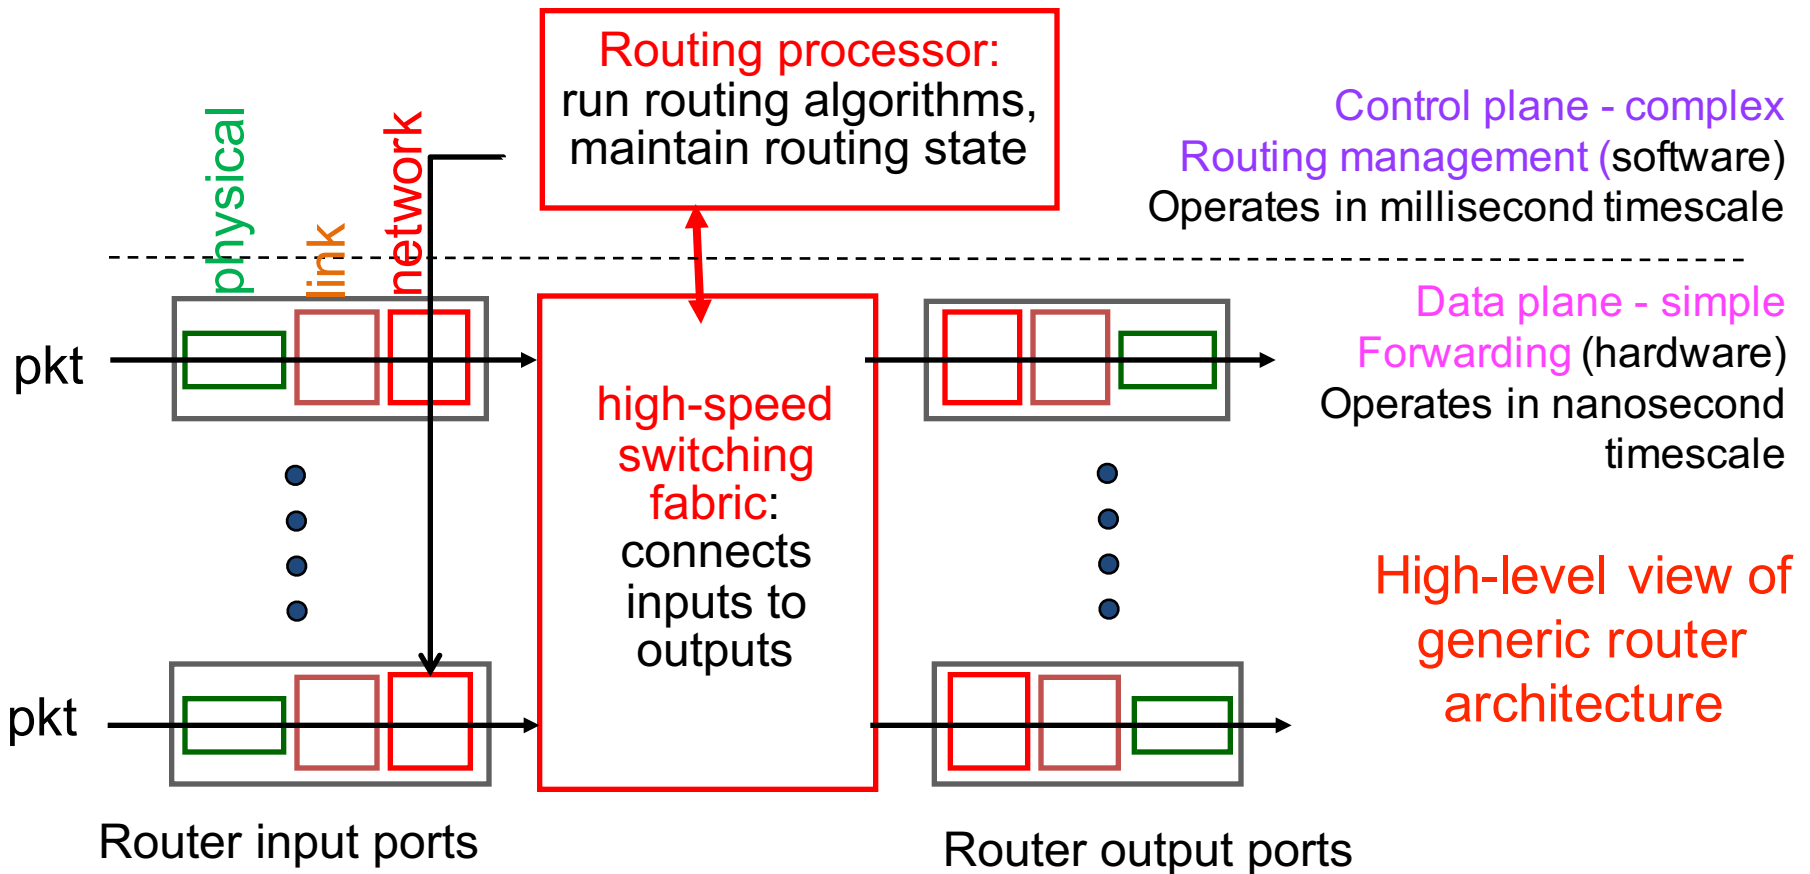 Routing processor:
run routing algorithms,
maintain routing state
physical
link
network
Control plane - complex
Routing management (software)
Operates in millisecond timescale
Data plane - simple
Forwarding (hardware)
Operates in nanosecond
timescale
pkt
high-speed
switching
fabric:
connects
inputs to
outputs
High-level view of
generic router
architecture
pkt
Router input ports
Router output ports